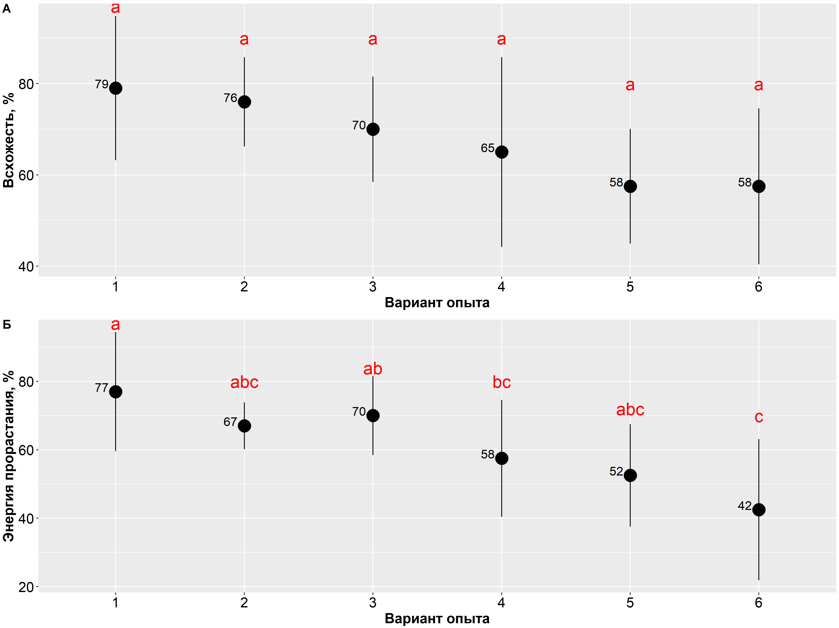 А
Всхожесть, %
a
a
a
a
a
a
80
60
40
79
76
70
65
58
58
1 2 3 4 5 6
Вариант опыта
Б
Энергия прорастания, %
a
abc
ab
bc
abc
c
80
60
40
20
77
67
70
58
52
42
1 2 3 4 5 6
Вариант опыта